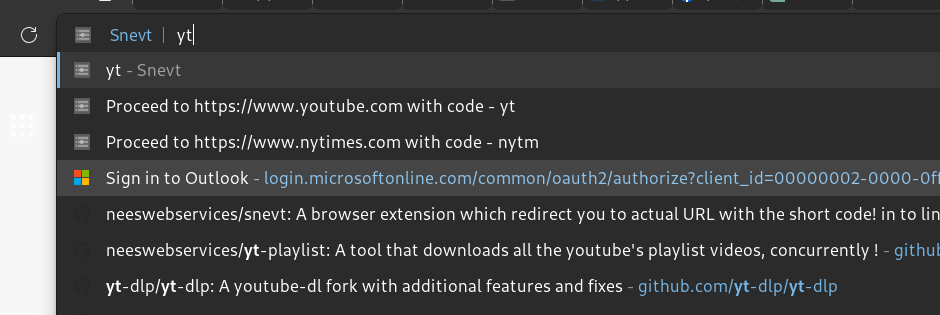 Snevt | yt
yt - Snevt
Proceed to https://www.youtube.com with code - yt
Proceed to https://www.nytimes.com with code - nytm
Sign in to Outlook - login.microsoftonline.com/common/oauth2/authorize?client_id=00000002-0000-0ff
neeswebservices/snevt: A browser extension which redirect you to actual URL with the short code! in to lin
neeswebservices/yt-playlist: A tool that downloads all the youtube's playlist videos, concurrently ! - github
yt-dlp/yt-dlp: A youtube-dl fork with additional features and fixes - github.com/yt-dlp/yt-dlp